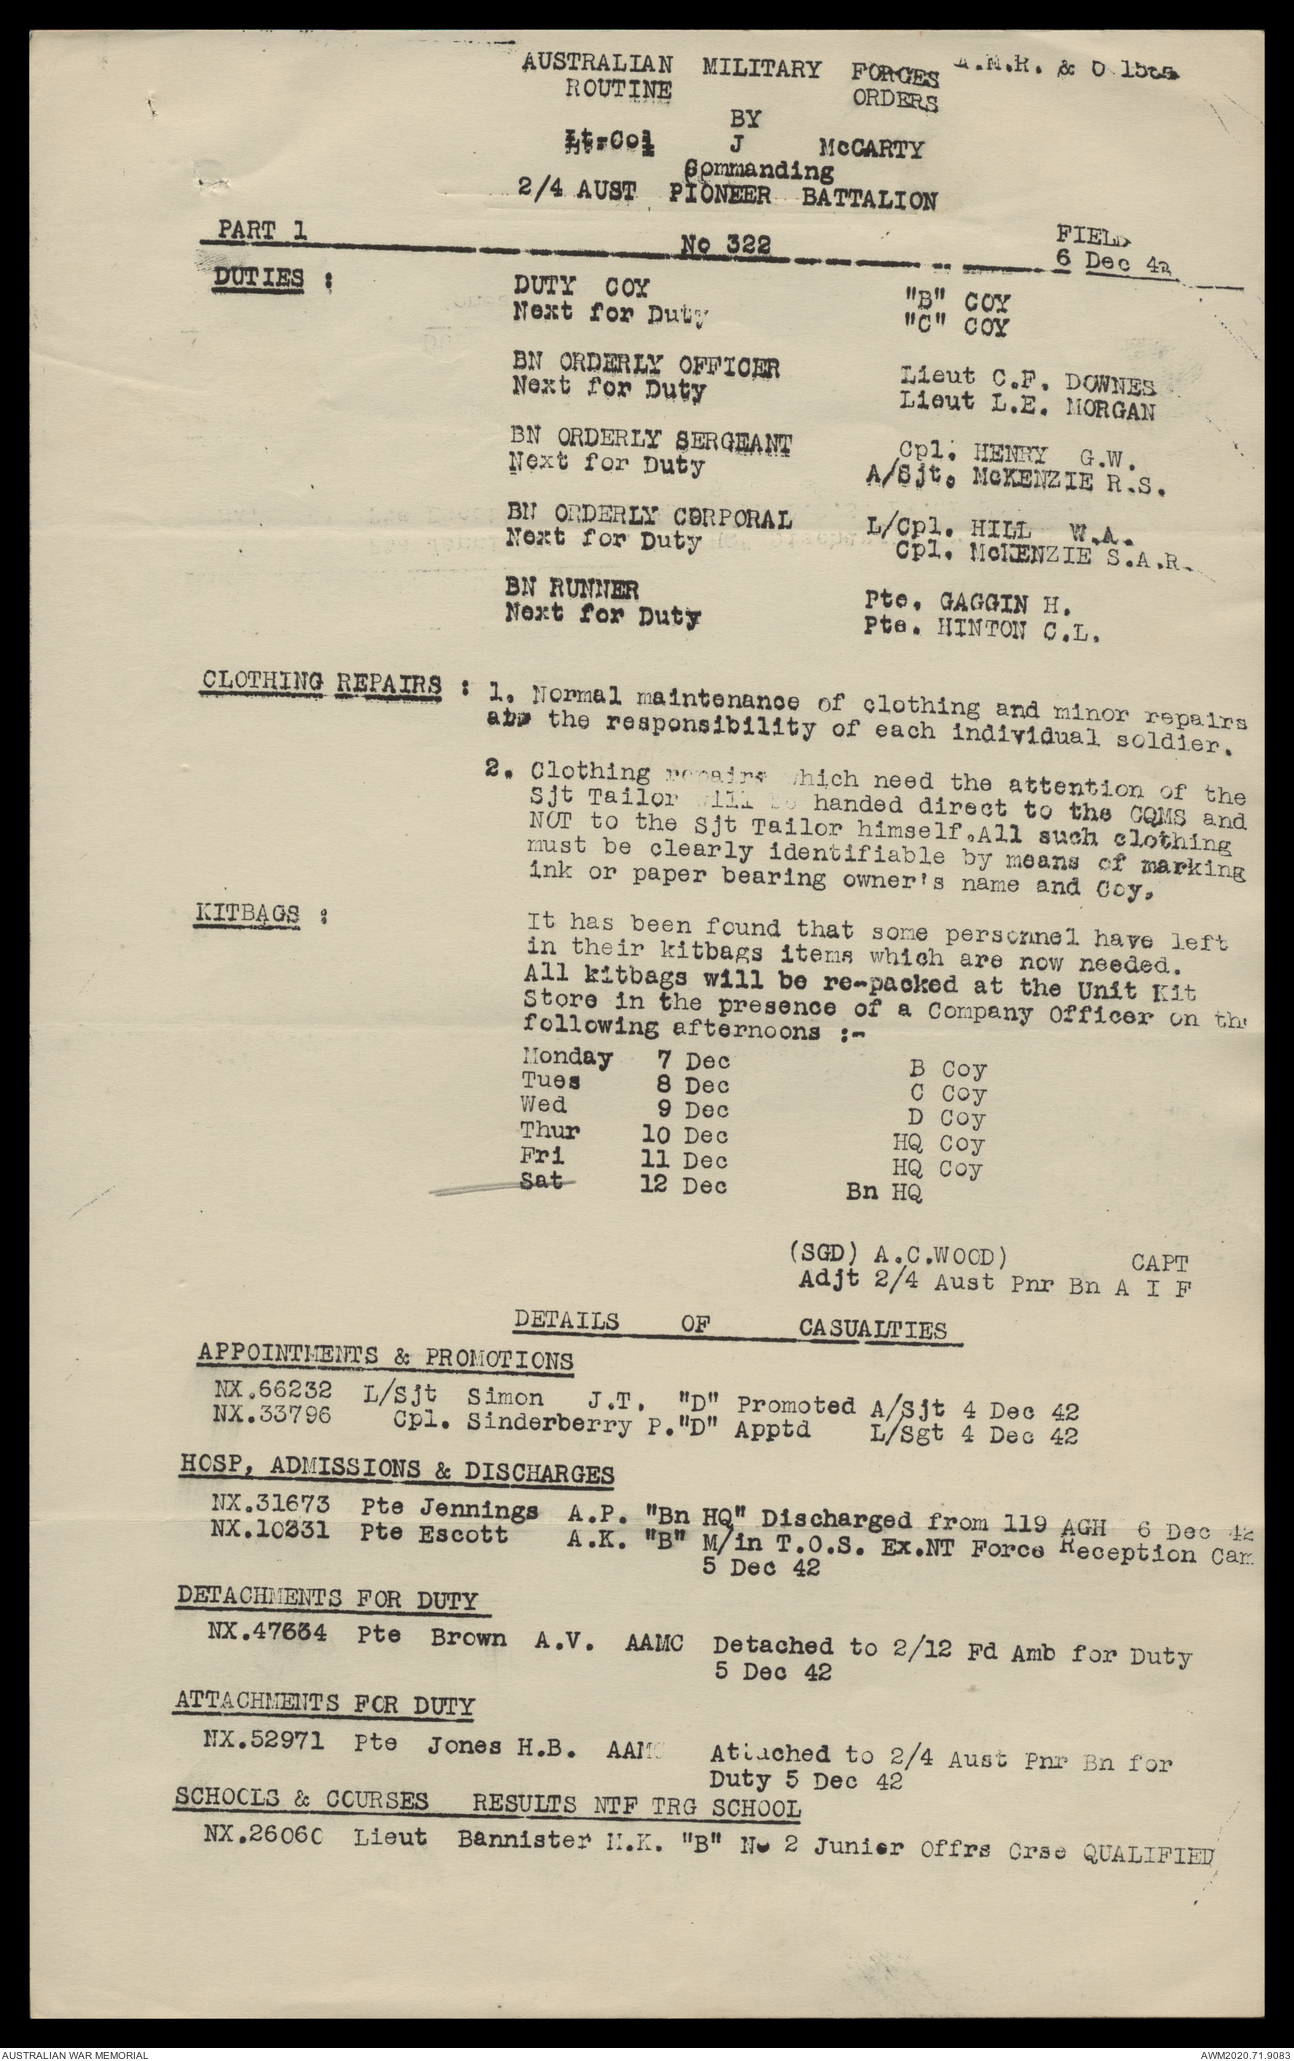 AUSTRALIAN MILITARY FORCES A.M.R. & O
ROUTINE ORDERS
BY
Lt-Col J McCARTY
Commanding
2/4 AUST PIONEER BATTALION
PART 1 No 322 FIELD
6 Dec 42
DUTIES : DUTY COY "B" COY
Next for Duty "C" COY
BN ORDERLY OFFICER Lieut C.F. DOWNES
Next for Duty Lieut L.E. MORGAN
BN ORDERLY SERGEANT Cpl. HENRY G.W.
Next for Duty A/Sjt. McKENZIE R.S.
BN ORDERLY CORPORAL L/Cpl. HILL W.A.
Next for Duty Cpl. McKENZIE S.A.R.
BN RUNNER Pte. GAGGIN H.
Next for Duty Pte. HINTON C.L.
CLOTHING REPAIRS : 1. Normal maintenance of clothing and minor repairs
the responsibility of each individual soldier.
2. Clothing repairs which need the attention of the
Sjt Tailor will be handed direct to the CQMS and
NOT to the Sjt Tailor himself.All such clothing
must be clearly identifiable by means of marking
ink or paper bearing owner's name and Coy.
KITBAGS : It has been found that some personnel have left
in their kitbags items which are now needed.
All kitbags will be re-packed at the Unit Kit
Store in the presence of a Company Officer on the
following afternoons :-
Monday 7 Dec B Coy
Tues 8 Dec C Coy
Wed 9 Dec D Coy
Thur 10 Dec HQ Coy
Fri 11 Dec HQ Coy
Sat 12 Dec Bn HQ
(SGD) A.C.WOOD) CAPT
Adjt 2/4 Aust Pnr Bn A I F
DETAILS OF CASUALTIES
APPOINTMENTS & PROMOTIONS
NX.66232 L/Sjt Simon J.T. "D" Promoted A/Sjt 4 Dec 42
NX.33796 Cpl. Sinderberry P."D" Apptd L/Sgt 4 Dec 42
HOSP, ADMISSIONS & DISCHARGES
NX.31673 Pte Jennings A.P. "Bn HQ" Discharged from 119 AGH 6 Dec 42
NX.10231 Pte Escott A.K. "B" M/in T.O.S. Ex.NT Force Reception Cam
5 Dec 42
DETACHMENTS FOR DUTY
NX.47634 Pte Brown A.V. AAMC Detached to 2/12 Fd Amb for Duty
5 Dec 42
ATTACHMENTS FOR DUTY
NX.52971 Pte Jones H.B. AAMC Attached to 2/4 Aust Pnr Bn for
Duty 5 Dec 42
SCHOOLS & COURSES RESULTS NTF TRG SCHOOL
NX.26060 Lieut Bannister M.K. "B" No 2 Junior Offrs Crse QUALIFIED
AUSTRALIAN WAR MEMORIAL AWM2020.71.9083